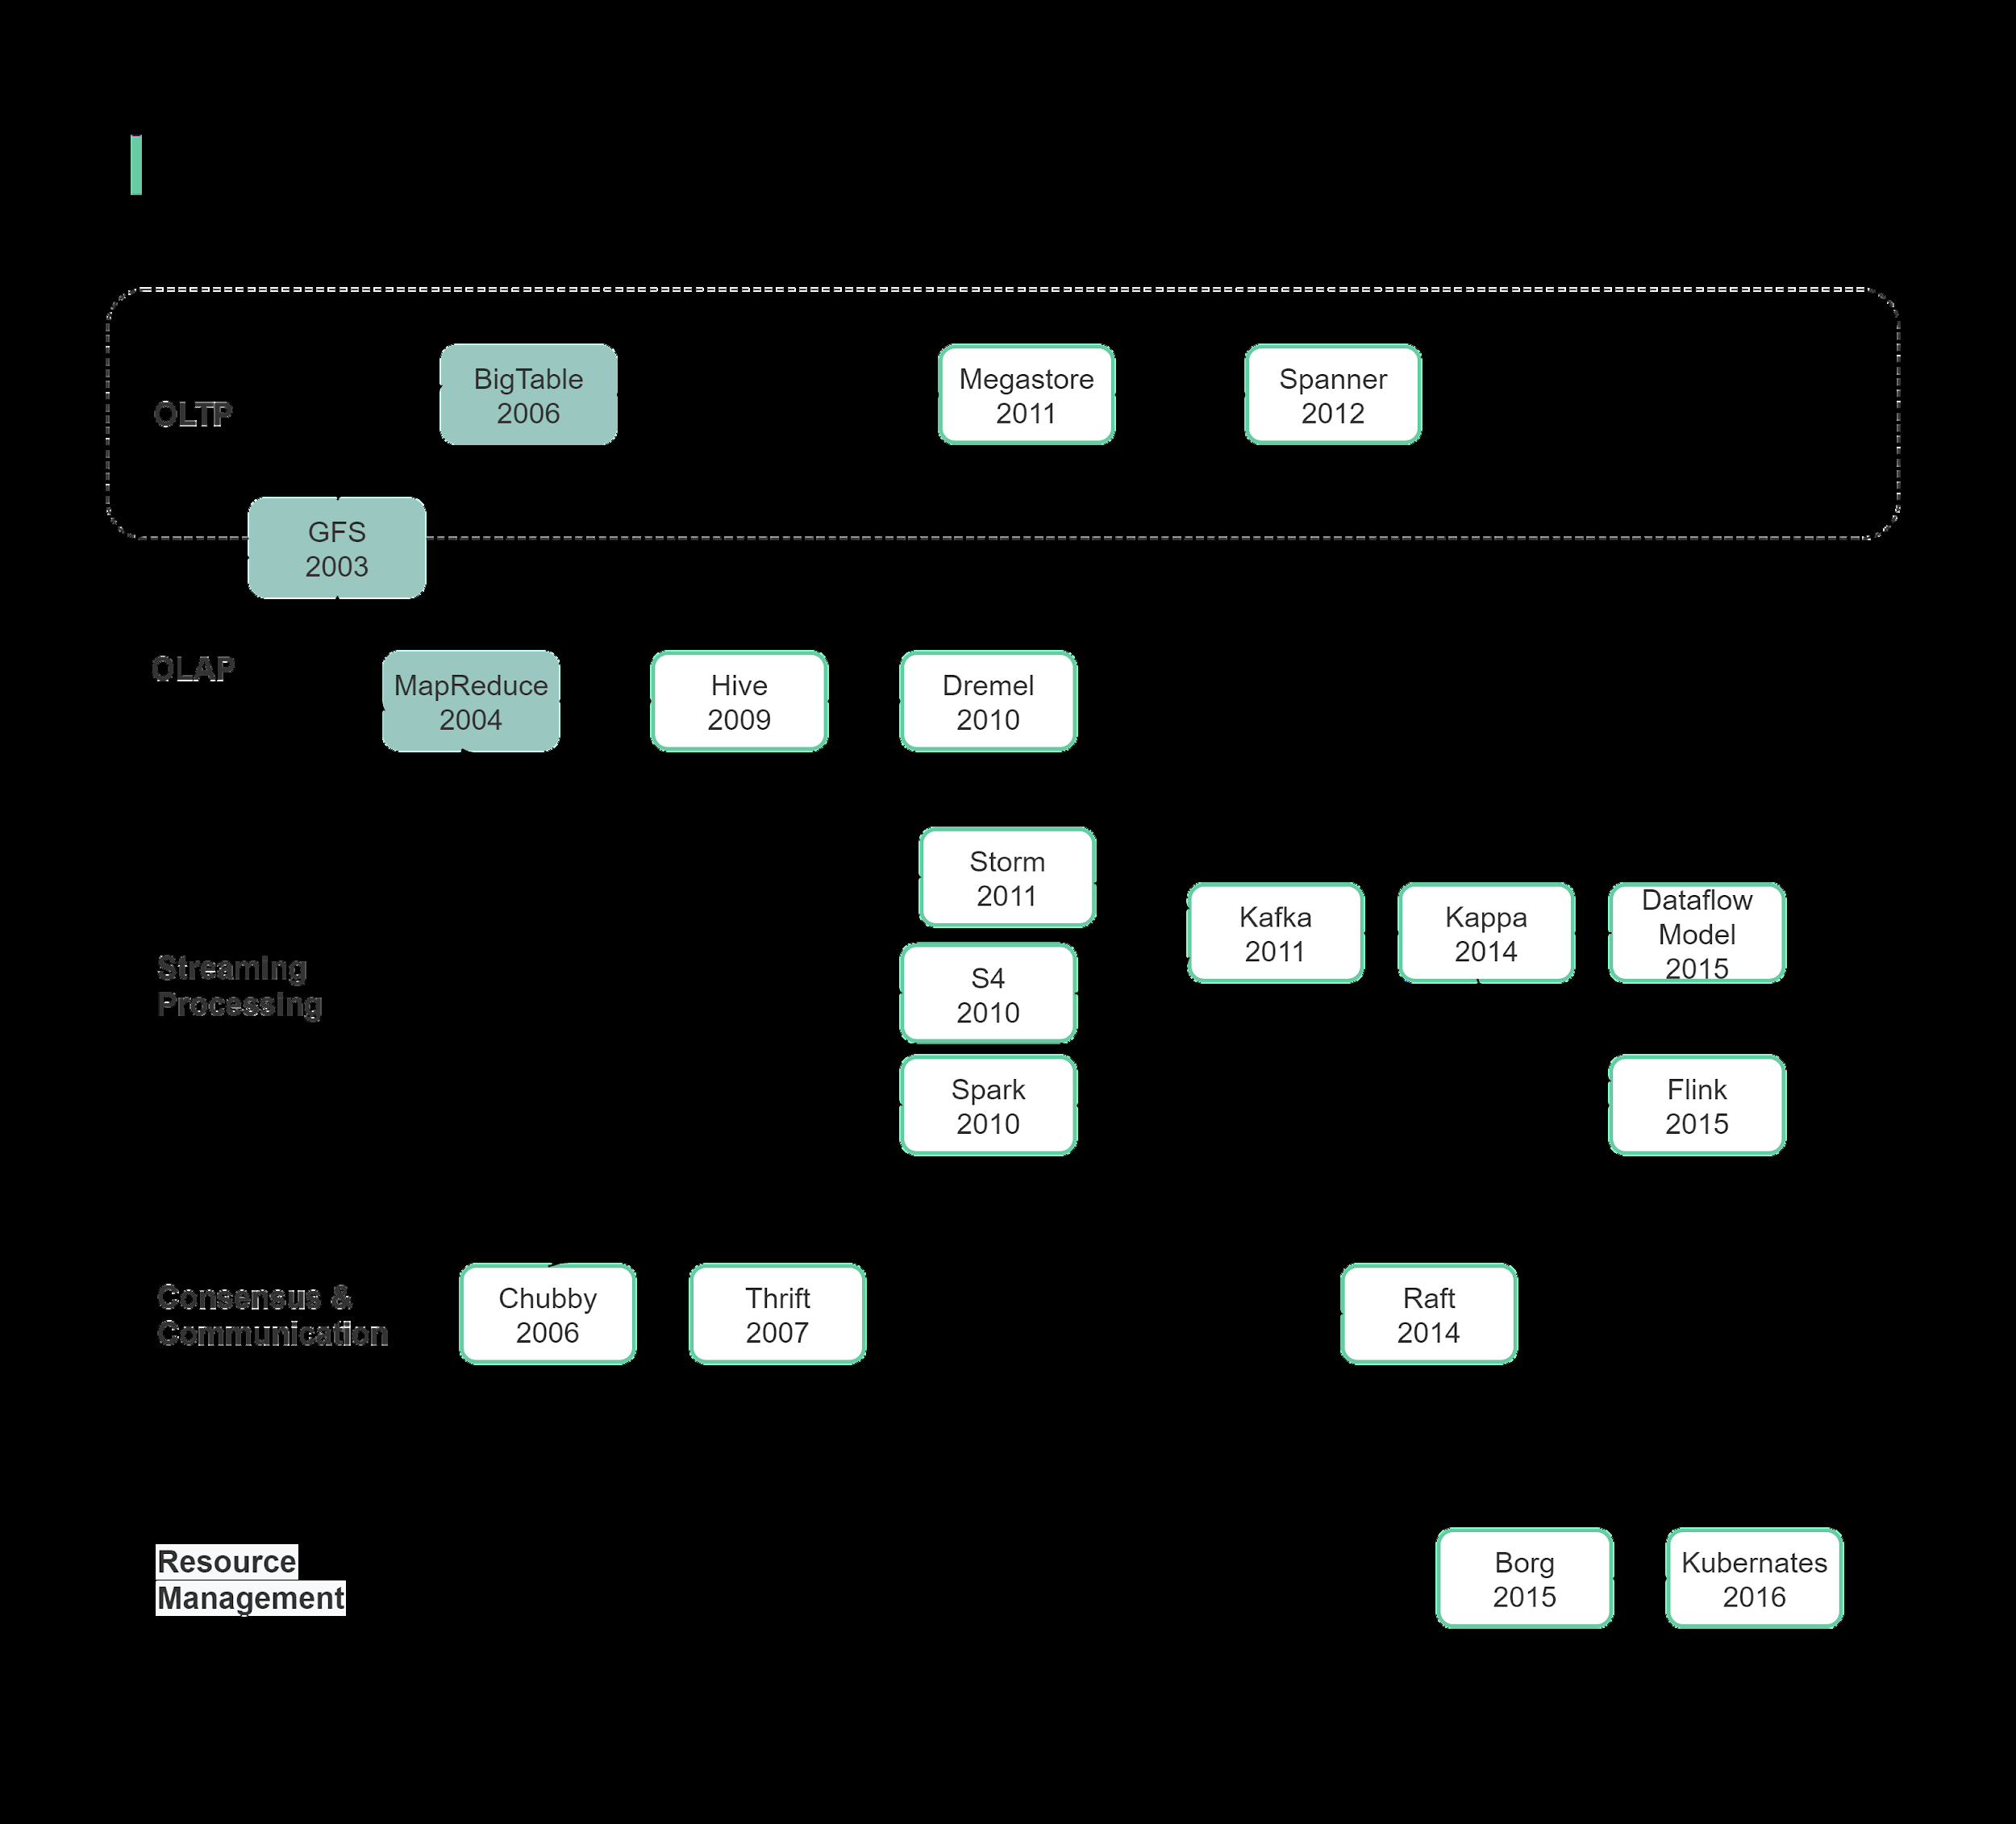 OLTP
BigTable
2006
Megastore
2011
Spanner
2012
GFS
2003
OLAP
MapReduce
2004
Hive
2009
Dremel
2010
Streaming
Processing
Storm
2011
S4
2010
Spark
2010
Kafka
2011
Kappa
2014
Dataflow
Model
2015
Flink
2015
Consensus &
Communication
Chubby
2006
Thrift
2007
Raft
2014
Resource
Management
Borg
2015
Kubernates
2016